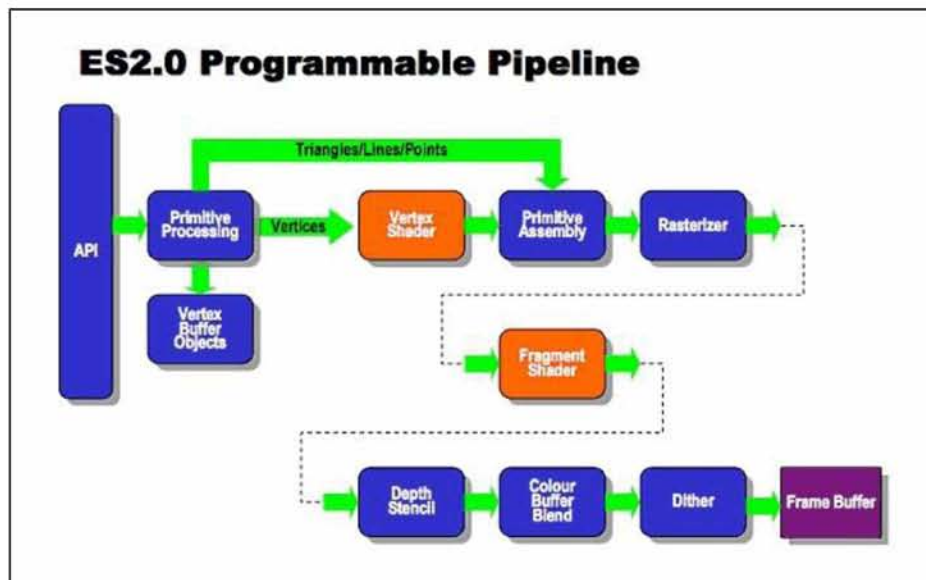 ES2.0 Programmable Pipeline
Triangles/Lines/Points
API
Primitive
Processing
Vertices
Vertex
Shader
Primitive
Assembly
Rasterizer
Vertex
Buffer
Objects
Fragment
Shader
Depth
Stencil
Colour
Buffer
Blend
Dither
Frame Buffer